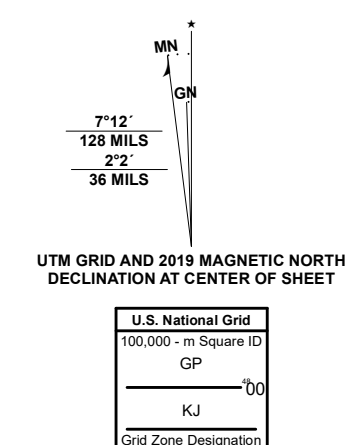 ★
MN
GN
7°12´
128 MILS
2°2´
36 MILS
UTM GRID AND 2019 MAGNETIC NORTH
DECLINATION AT CENTER OF SHEET
U.S. National Grid
100,000 - m Square ID
GP
4800
KJ
Grid Zone Designation